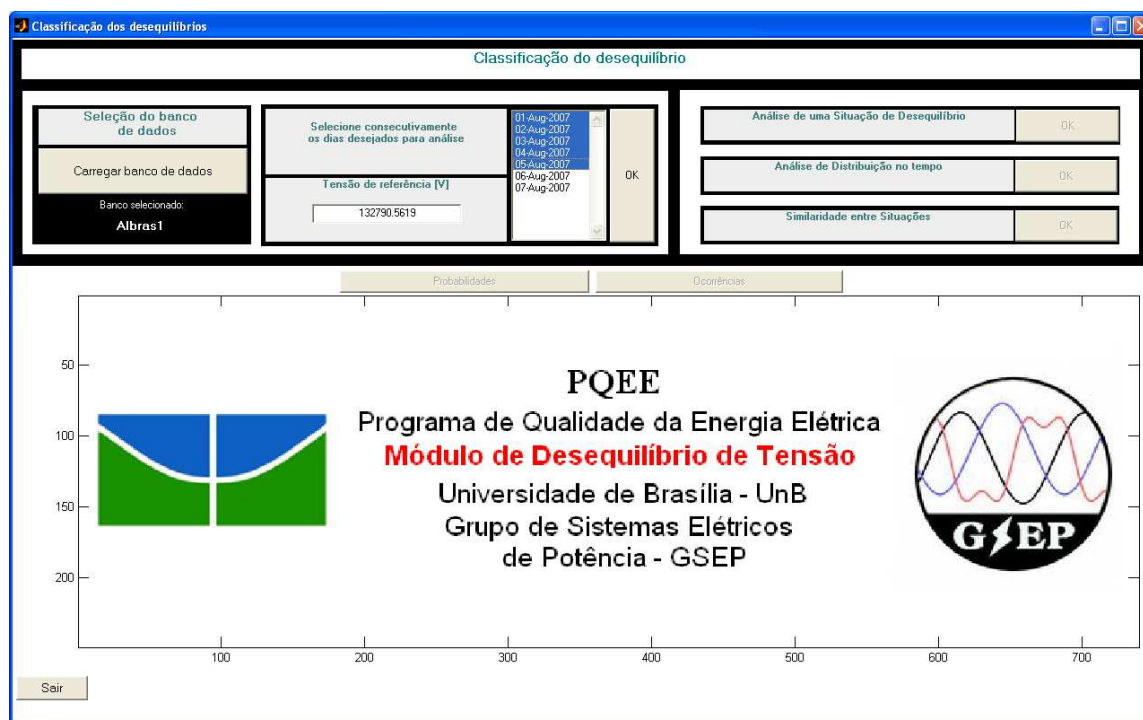 Classificação dos desequilíbrios
Classificação do desequilíbrio
Seleção do banco
de dados
Carregar banco de dados
Banco selecionado:
Albras1
Selecione consecutivamente
os dias desejados para análise
Tensão de referência [V]
132790.5619
01-Aug-2007
02-Aug-2007
03-Aug-2007
04-Aug-2007
05-Aug-2007
06-Aug-2007
07-Aug-2007
OK
Análise de uma Situação de Desequilíbrio
OK
Análise de Distribuição no tempo
OK
Similaridade entre Situações
OK
Probabilidades
Ocorrências
50
100
150
200
PQEE
Programa de Qualidade da Energia Elétrica
Módulo de Desequilíbrio de Tensão
Universidade de Brasília - UnB
Grupo de Sistemas Elétricos
de Potência - GSEP
GSEP
100
200
300
400
500
600
700
Sair